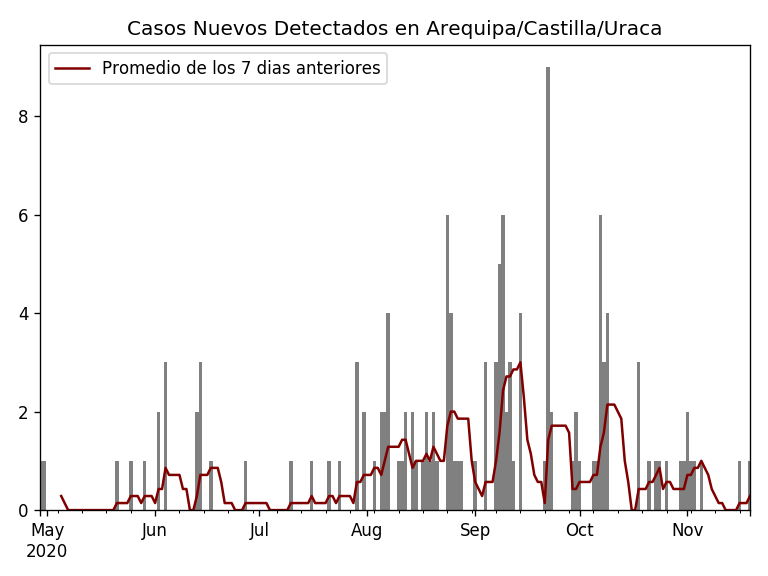 Casos Nuevos Detectados en Arequipa/Castilla/Uraca
Promedio de los 7 dias anteriores
8
6
4
2
0
May Jun Jul Aug Sep Oct Nov
2020